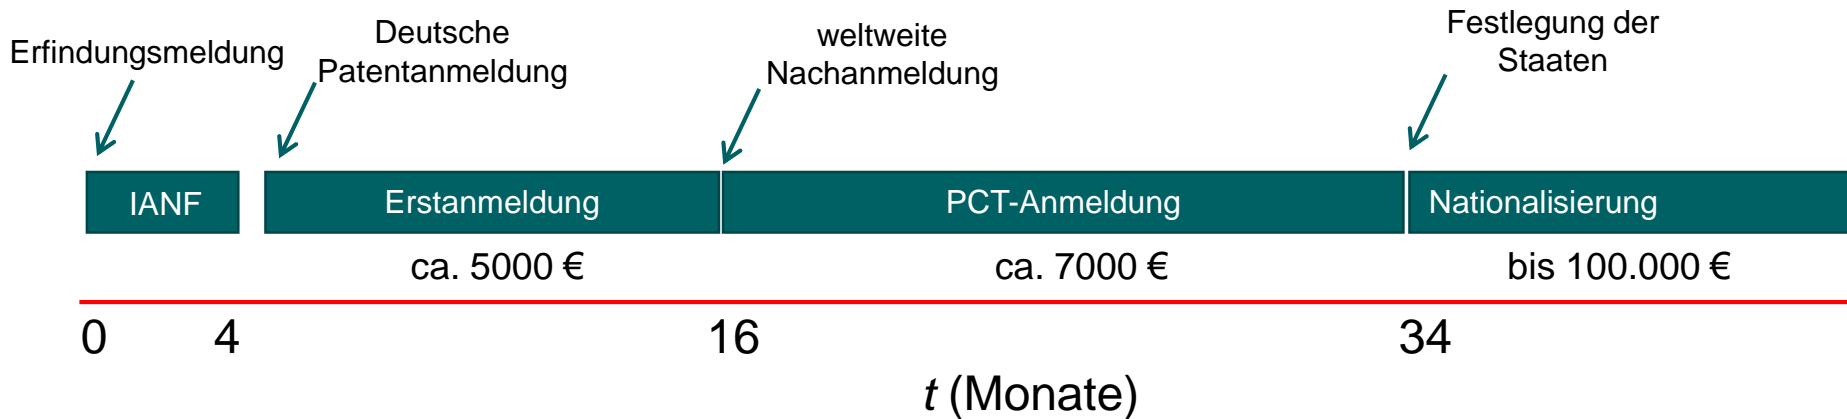 Erfindungsmeldung
Deutsche
Patentanmeldung
weltweite
Nachanmeldung
Festlegung der
Staaten
IANF
Erstanmeldung
PCT-Anmeldung
Nationalisierung
ca. 5000 €
ca. 7000 €
bis 100.000 €
0
4
16
34
t (Monate)